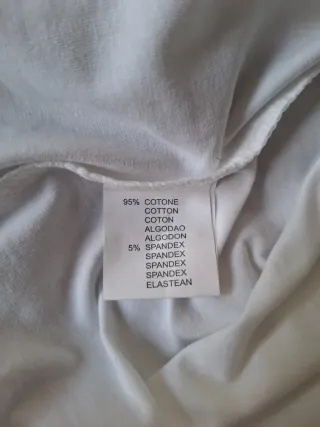 95% COTONE
COTTON
COTON
ALGODAO
ALGODON
5% SPANDEX
SPANDEX
SPANDEX
SPANDEX
ELASTEAN